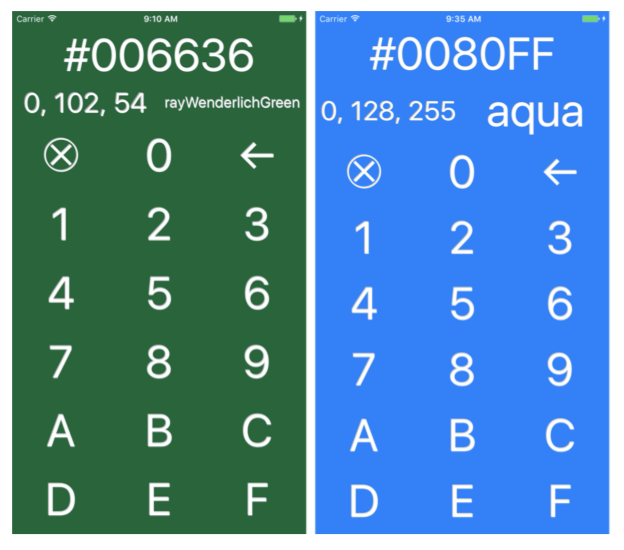 Carrier 9:10 AM
#006636
0, 102, 54 rayWenderlichGreen
0
1 2 3
4 5 6
7 8 9
A B C
D E F
Carrier 9:35 AM
#0080FF
0, 128, 255 aqua
0
1 2 3
4 5 6
7 8 9
A B C
D E F